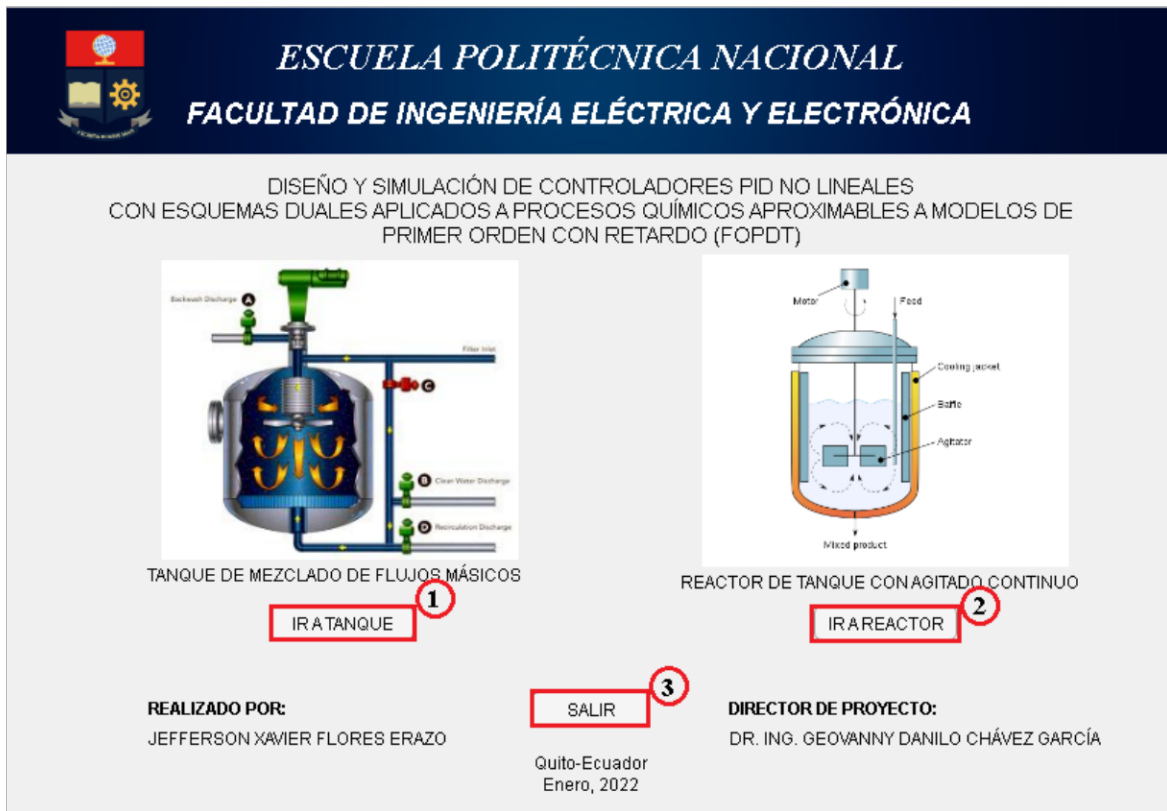 ESCUELA POLITÉCNICA NACIONAL
FACULTAD DE INGENIERÍA ELÉCTRICA Y ELECTRÓNICA
DISEÑO Y SIMULACIÓN DE CONTROLADORES PID NO LINEALES
CON ESQUEMAS DUALES APLICADOS A PROCESOS QUÍMICOS APROXIMABLES A MODELOS DE
PRIMER ORDEN CON RETARDO (FOPDT)
Backwash Discharge A
Filter Inlet
C
B Clean Water Discharge
D Recirculation Discharge
Motor
Feed
Cooling jacket
Baffle
Agitator
Mixed product
TANQUE DE MEZCLADO DE FLUJOS MÁSICOS
REACTOR DE TANQUE CON AGITADO CONTINUO
1
IR A TANQUE
2
IR A REACTOR
3
SALIR
REALIZADO POR:
JEFFERSON XAVIER FLORES ERAZO
DIRECTOR DE PROYECTO:
DR. ING. GEOVANNY DANILO CHÁVEZ GARCÍA
Quito-Ecuador
Enero, 2022